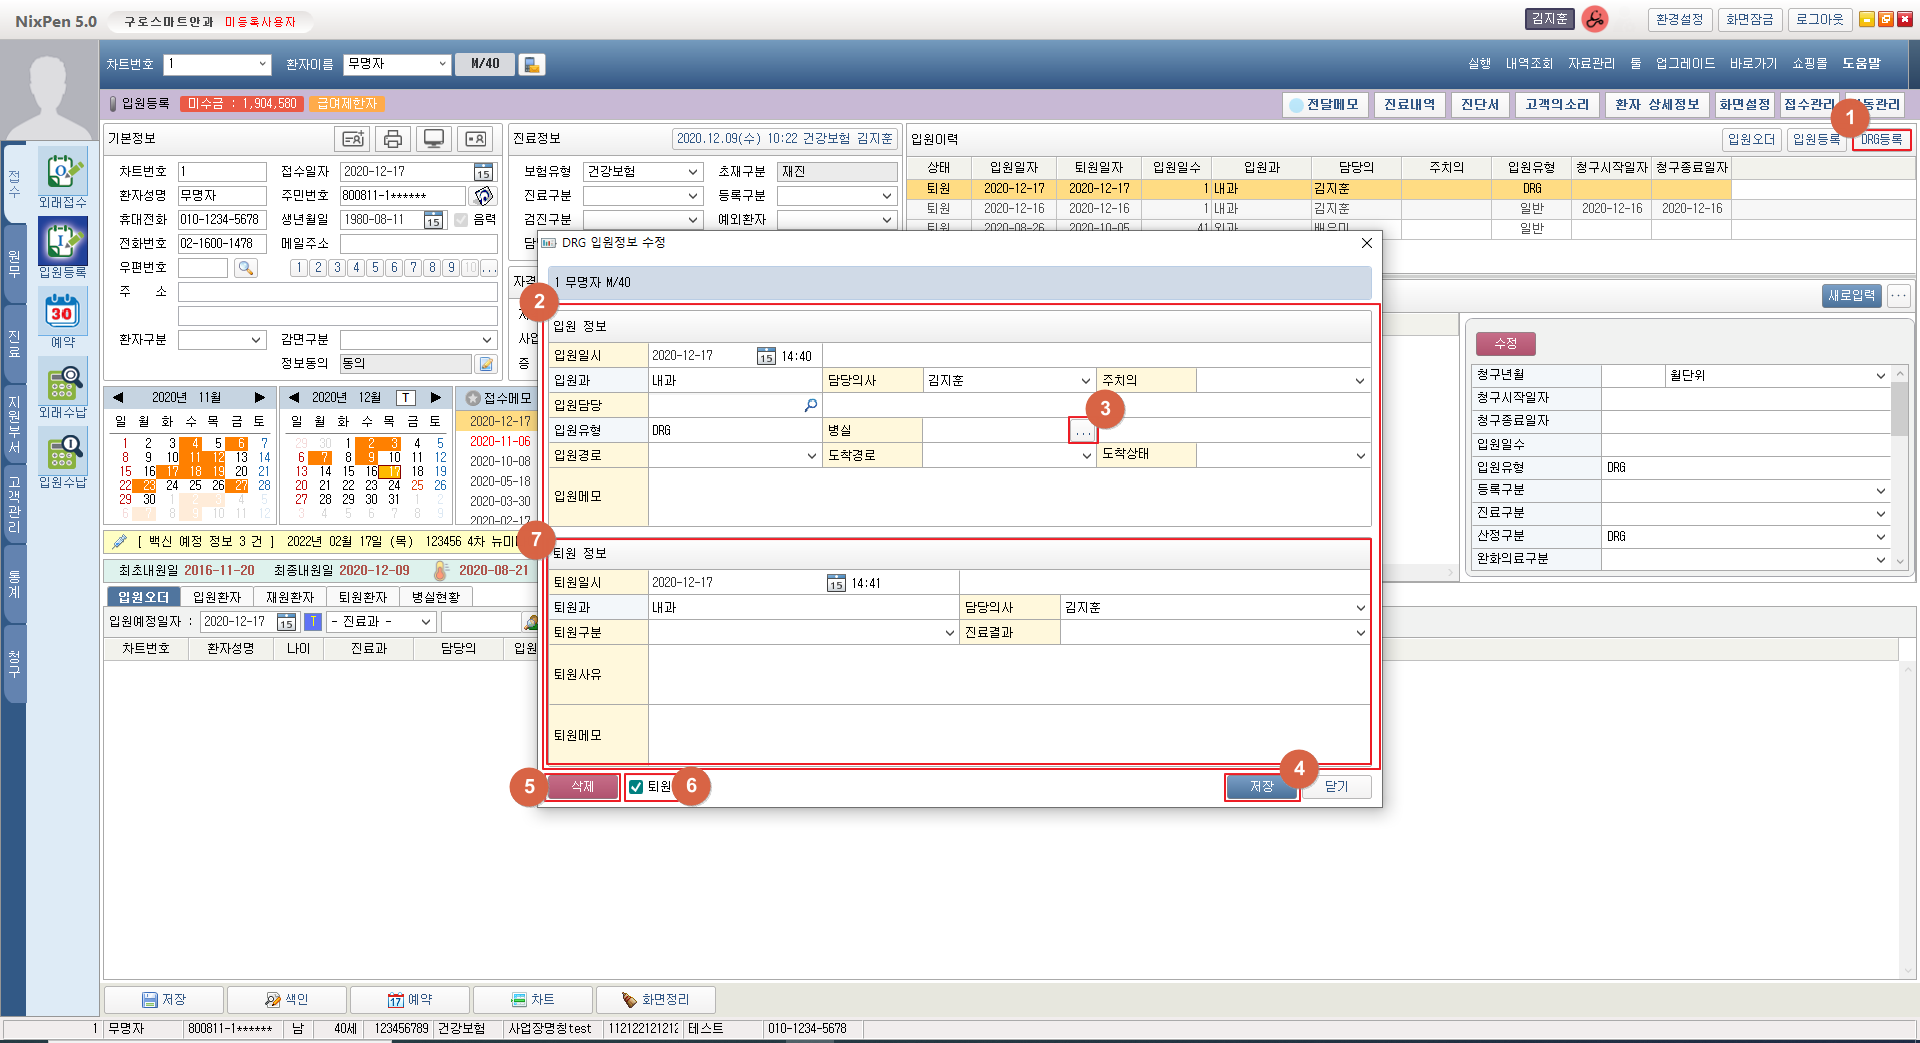 NixPen 5.0 구로스마트안과 미등록사용자 김지훈 환경설정 화면잠금 로그아웃
차트번호 1 환자이름 무명자 M/40 실행 내역조회 자료관리 툴 업그레이드 바로가기 쇼핑몰 도움말
입원등록 미수금 : 1,904,580 급여제한자 전달메모 진료내역 진단서 고객의소리 환자 상세정보 화면설정 접수관리 동관리
1
기본정보
차트번호 1 접수일자 2020-12-17 15
환자성명 무명자 주민번호 800811-1******
휴대전화 010-1234-5678 생년월일 1980-08-11 15 음력
전화번호 02-1600-1478 메일주소
우편번호 1 2 3 4 5 6 7 8 9 10 ...
주 소
환자구분 감면구분
정보동의 동의
진료정보 2020.12.09(수) 10:22 건강보험 김지훈
보험유형 건강보험 초재구분 재진
진료구분 등록구분
검진구분 예외환자
담
자격
사업
증
입원이력 입원오더 입원등록 DRG등록
상태 입원일자 퇴원일자 입원일수 입원과 담당의 주치의 입원유형 청구시작일자 청구종료일자
퇴원 2020-12-17 2020-12-17 1 내과 김지훈 DRG
퇴원 2020-12-16 2020-12-16 1 내과 김지훈 일반 2020-12-16 2020-12-16
퇴원 2020-08-26 2020-10-05 41 외과 배유미 일반
접수
원무
진료
지원부서
고객관리
통계
청구
외래접수
입원등록
30
예약
외래수납
입원수납
2020년 11월
일 월 화 수 목 금 토
1 2 3 4 5 6 7
8 9 10 11 12 13 14
15 16 17 18 19 20 21
22 23 24 25 26 27 28
29 30 1 2 3 4 5
6 7 8 9 10 11 12
2020년 12월 T
일 월 화 수 목 금 토
29 30 1 2 3 4 5
6 7 8 9 10 11 12
13 14 15 16 17 18 19
20 21 22 23 24 25 26
27 28 29 30 31 1 2
3 4 5 6 7 8 9
접수메모
2020-12-17
2020-11-06
2020-10-08
2020-05-18
2020-03-30
2020-02-17
[ 백신 예정 정보 3 건 ] 2022년 02월 17일 (목) 123456 4차 뉴미
최초내원일 2016-11-20 최종내원일 2020-12-09 2020-08-21
입원오더 입원환자 재원환자 퇴원환자 병실현황
입원예정일자 : 2020-12-17 15 T - 진료과 -
차트번호 환자성명 나이 진료과 담당의 입원
DRG 입원정보 수정
1 무명자 M/40
2
입원 정보
입원일시 2020-12-17 15 14:40
입원과 내과 담당의사 김지훈 주치의
입원담당
3
입원유형 DRG 병실 ...
입원경로 도착경로 도착상태
입원메모
7
퇴원 정보
퇴원일시 2020-12-17 15 14:41
퇴원과 내과 담당의사 김지훈
퇴원구분 진료결과
퇴원사유
퇴원메모
5 삭제 퇴원 6 4 저장 닫기
새로입력 ...
수정
청구년월 월단위
청구시작일자
청구종료일자
입원일수
입원유형 DRG
등록구분
진료구분
산정구분 DRG
완화의료구분
저장 색인 17 예약 차트 화면정리
1 무명자 800811-1****** 남 40세 123456789 건강보험 사업장명칭test 112122121212 테스트 010-1234-5678